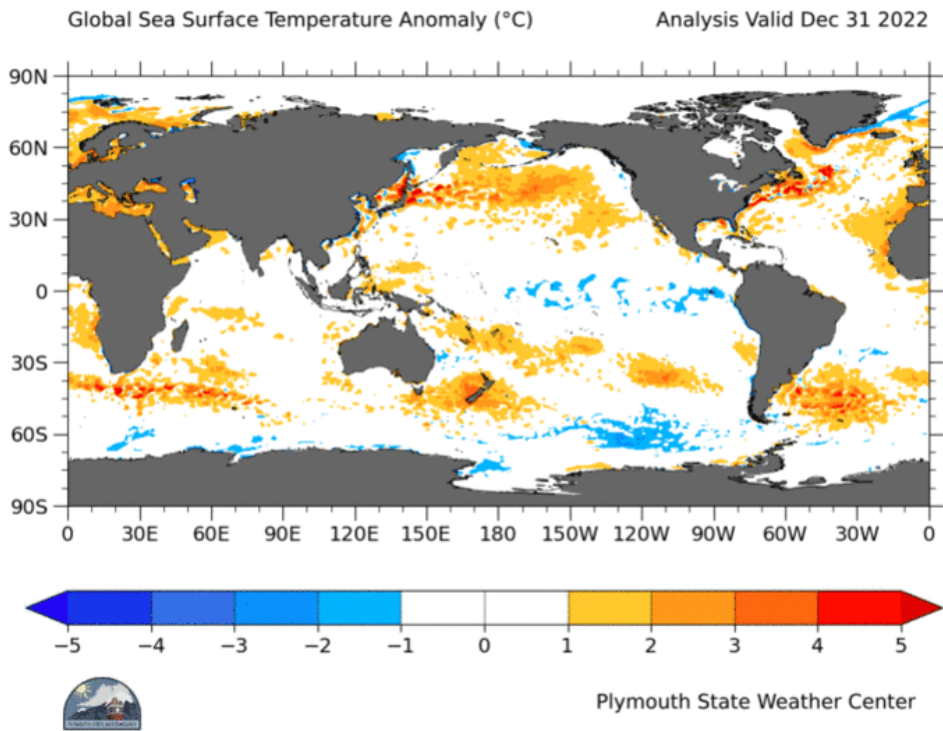 Global Sea Surface Temperature Anomaly (°C) Analysis Valid Dec 31 2022
90N
60N
30N
0
30S
60S
90S
0 30E 60E 90E 120E 150E 180 150W 120W 90W 60W 30W 0
−5 −4 −3 −2 −1 0 1 2 3 4 5
Plymouth State Weather Center